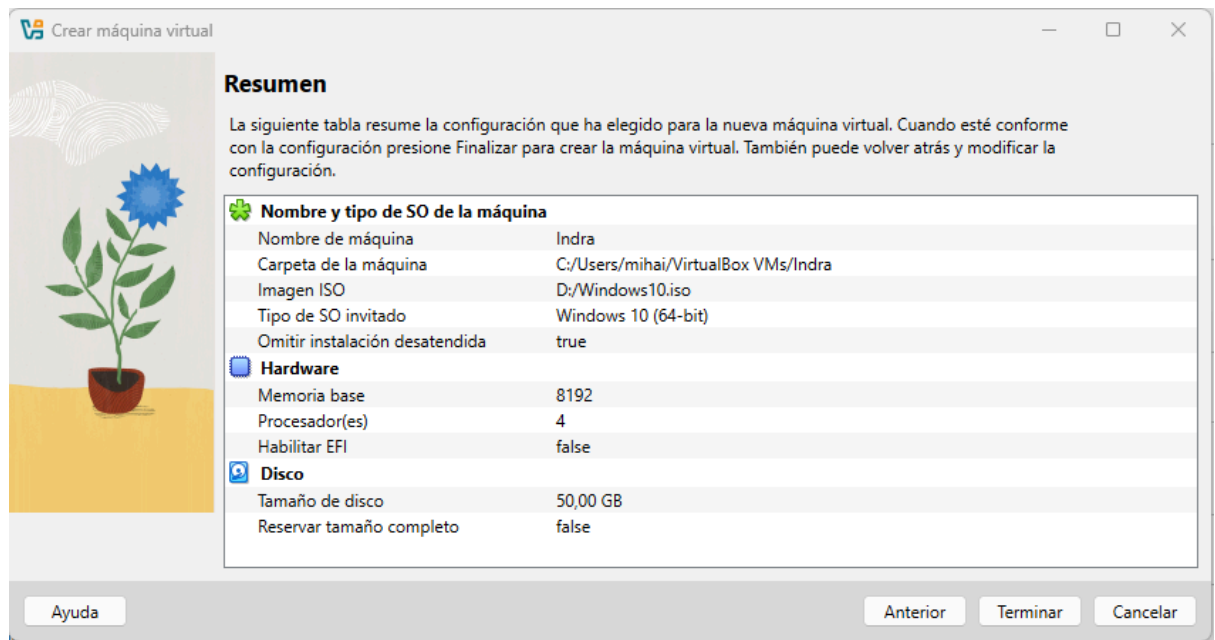 Crear máquina virtual
Resumen
La siguiente tabla resume la configuración que ha elegido para la nueva máquina virtual. Cuando esté conforme
con la configuración presione Finalizar para crear la máquina virtual. También puede volver atrás y modificar la
configuración.
Nombre y tipo de SO de la máquina
Nombre de máquina Indra
Carpeta de la máquina C:/Users/mihai/VirtualBox VMs/Indra
Imagen ISO D:/Windows10.iso
Tipo de SO invitado Windows 10 (64-bit)
Omitir instalación desatendida true
Hardware
Memoria base 8192
Procesador(es) 4
Habilitar EFI false
Disco
Tamaño de disco 50,00 GB
Reservar tamaño completo false
Ayuda Anterior Terminar Cancelar